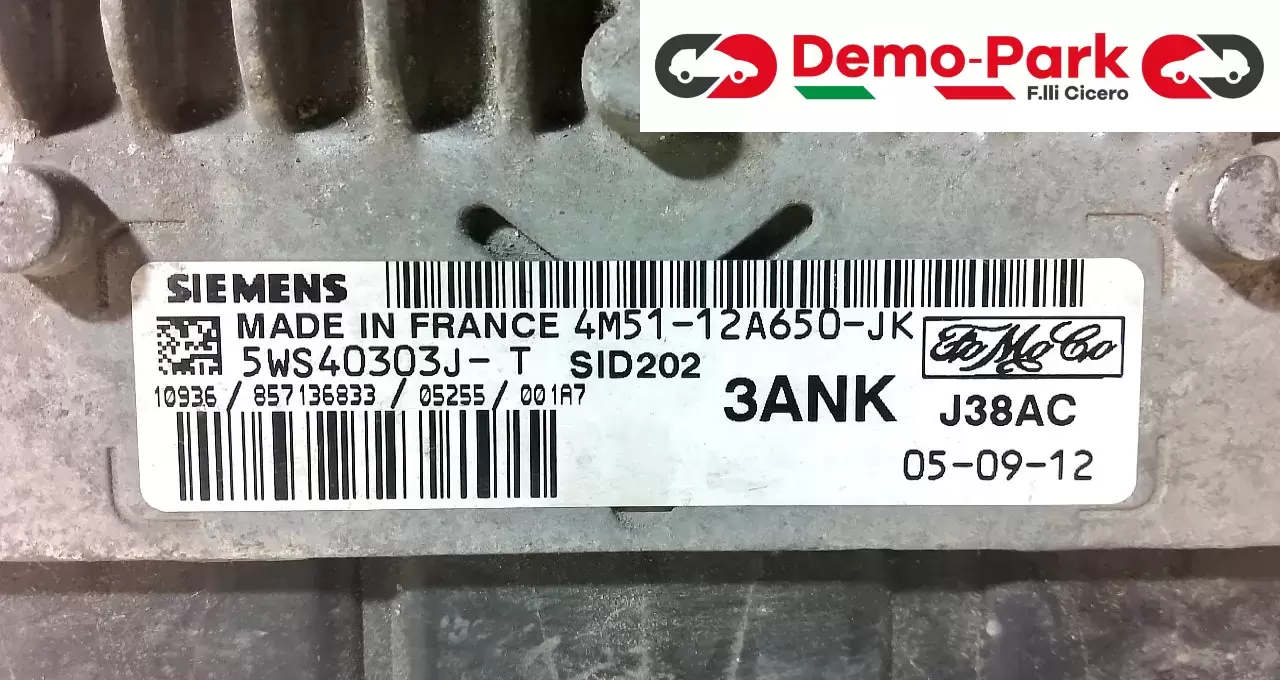 Demo-Park
F.lli Cicero
SIEMENS
MADE IN FRANCE 4M51-12A650-JK
FoMoCo
5WS40303J-T SID202
10936 / 857136833 / 05255 / 001A7
3ANK J38AC
05-09-12